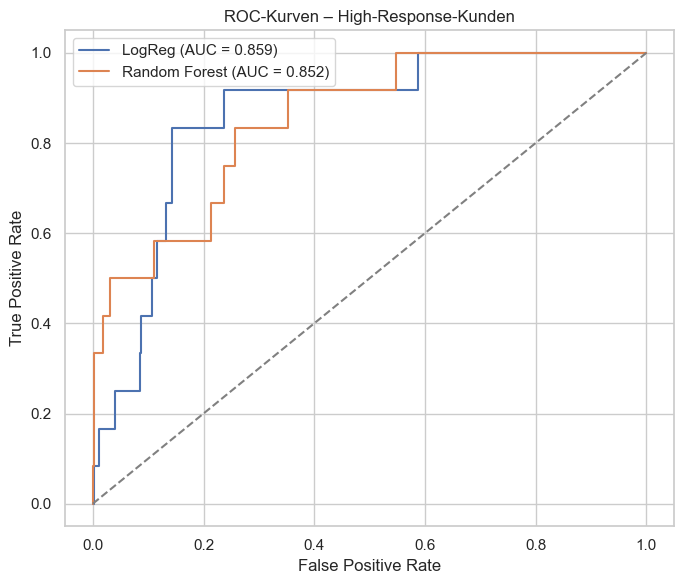 ROC-Kurven – High-Response-Kunden
LogReg (AUC = 0.859)
Random Forest (AUC = 0.852)
True Positive Rate
1.0
0.8
0.6
0.4
0.2
0.0
0.0 0.2 0.4 0.6 0.8 1.0
False Positive Rate